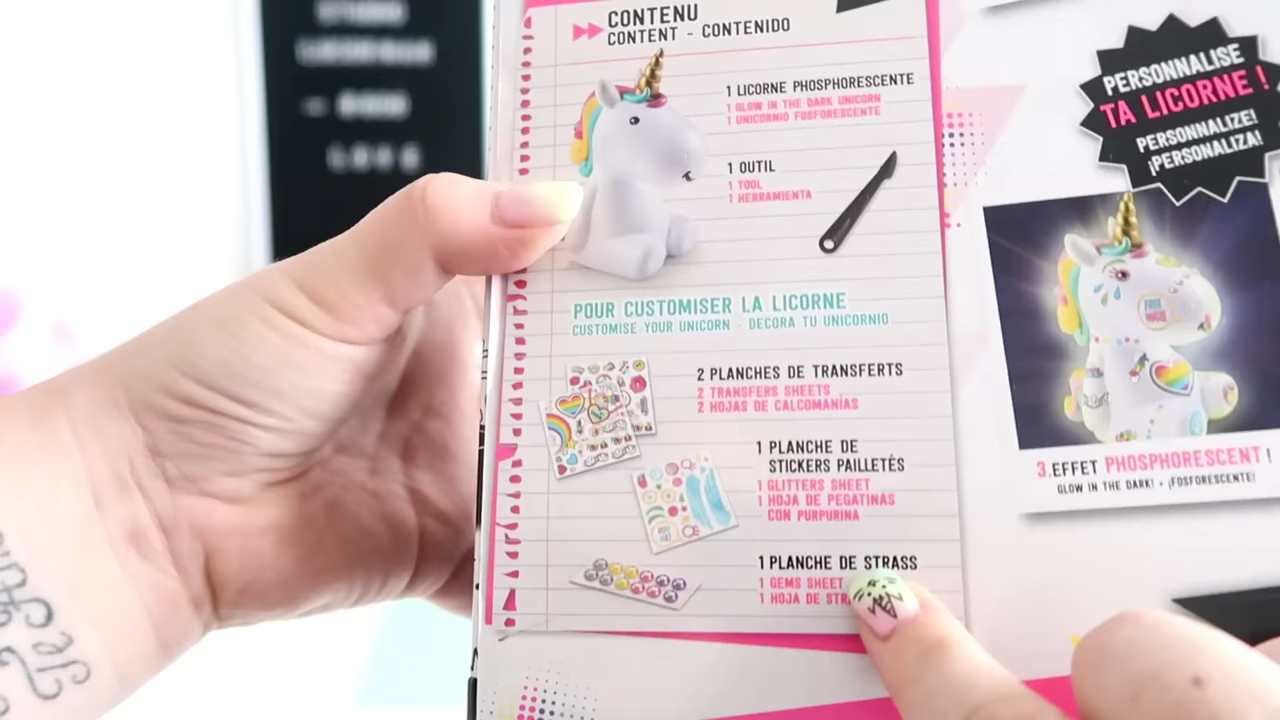 CONTENU
CONTENT - CONTENIDO
1 LICORNE PHOSPHORESCENTE
1 GLOW IN THE DARK UNICORN
1 UNICORNIO FOSFORESCENTE
1 OUTIL
1 TOOL
1 HERRAMIENTA
POUR CUSTOMISER LA LICORNE
CUSTOMISE YOUR UNICORN - DECORA TU UNICORNIO
2 PLANCHES DE TRANSFERTS
2 TRANSFERS SHEETS
2 HOJAS DE CALCOMANÍAS
1 PLANCHE DE
STICKERS PAILLETÉS
1 GLITTERS SHEET
1 HOJA DE PEGATINAS
CON PURPURINA
1 PLANCHE DE STRASS
1 GEMS SHEET
1 HOJA DE
PERSONNALISE
TA LICORNE !
PERSONNALIZE!
¡PERSONALIZA!
3.EFFET PHOSPHORESCENT !
GLOW IN THE DARK! - ¡FOSFORESCENTE!
LOVE